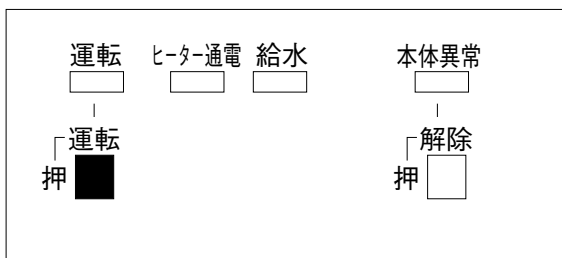 運転 ヒーター通電 給水 本体異常
運転 解除
押 押